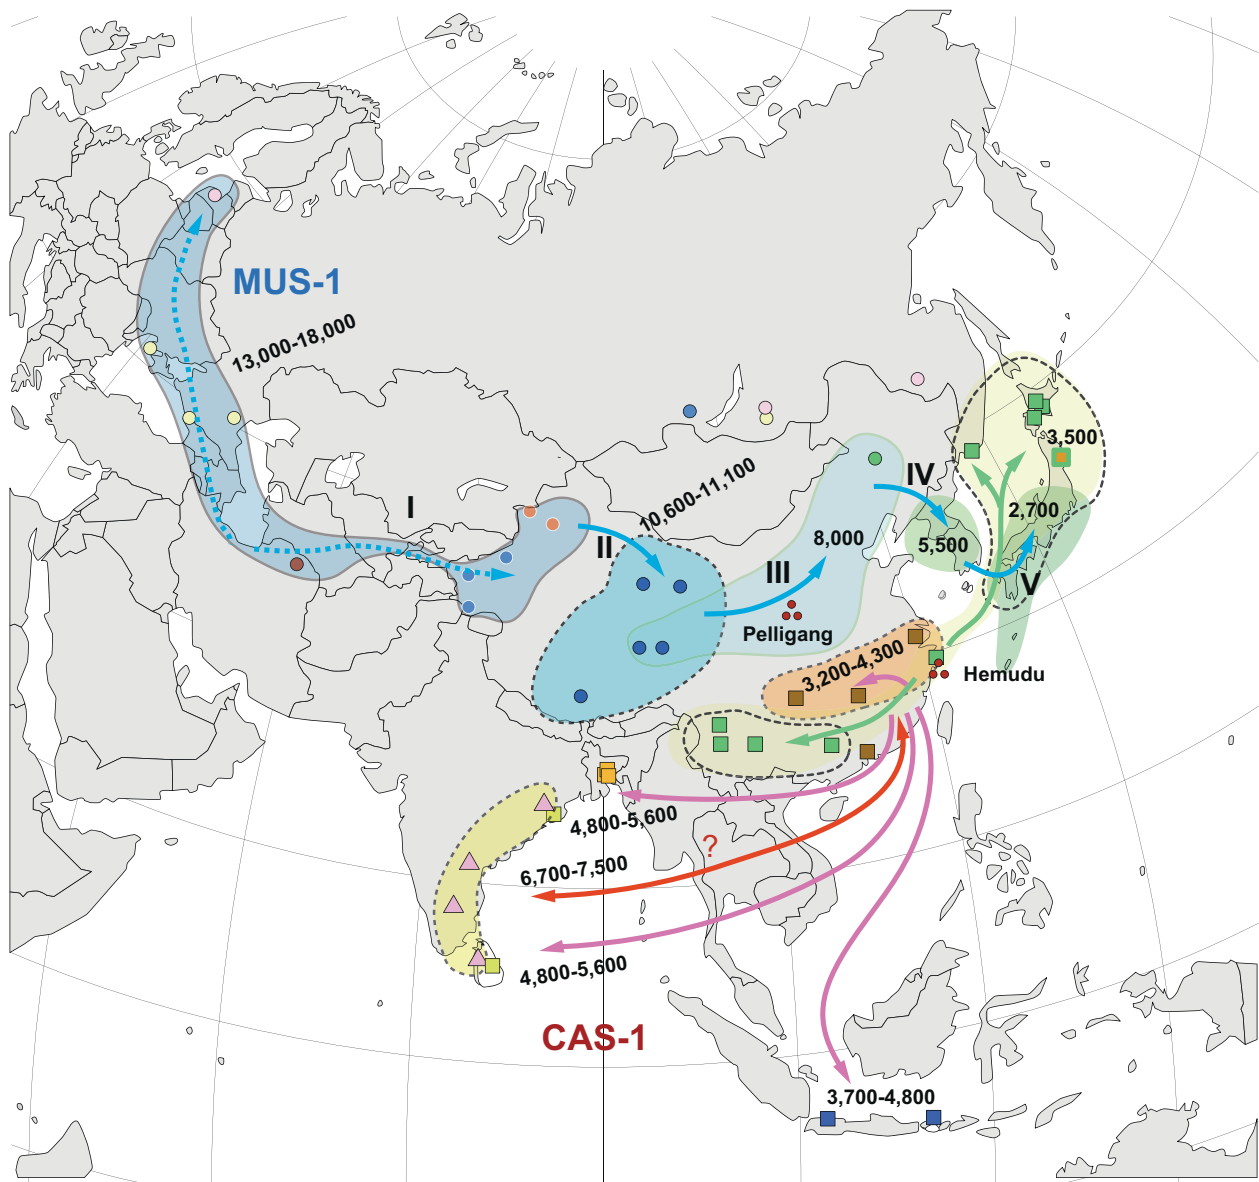 MUS-1
13,000-18,000
I
10,600-11,100
II
III
8,000
IV
5,500
3,500
2,700
V
Pelligang
Hemudu
3,200-4,300
4,800-5,600
?
6,700-7,500
4,800-5,600
CAS-1
3,700-4,800